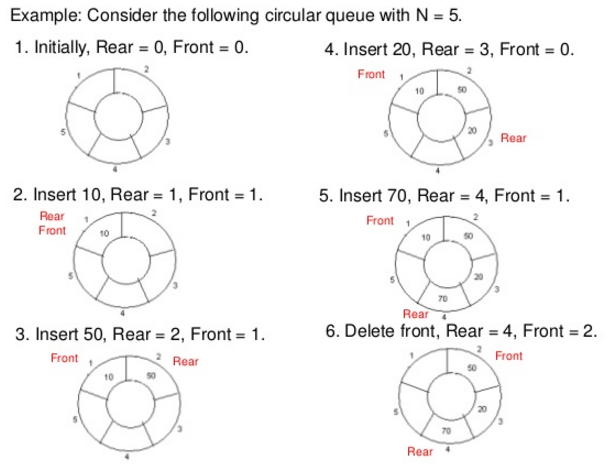 Example: Consider the following circular queue with N = 5.
1. Initially, Rear = 0, Front = 0.
1
2
3
4
5
2. Insert 10, Rear = 1, Front = 1.
Rear
Front
1
2
10
3
4
5
3. Insert 50, Rear = 2, Front = 1.
Front
1
2
Rear
10
50
3
4
5
4. Insert 20, Rear = 3, Front = 0.
Front
1
2
10
50
20
3
Rear
4
5
5. Insert 70, Rear = 4, Front = 1.
Front
1
2
10
50
20
3
70
Rear
4
5
6. Delete front, Rear = 4, Front = 2.
1
2
Front
50
20
3
70
Rear
4
5